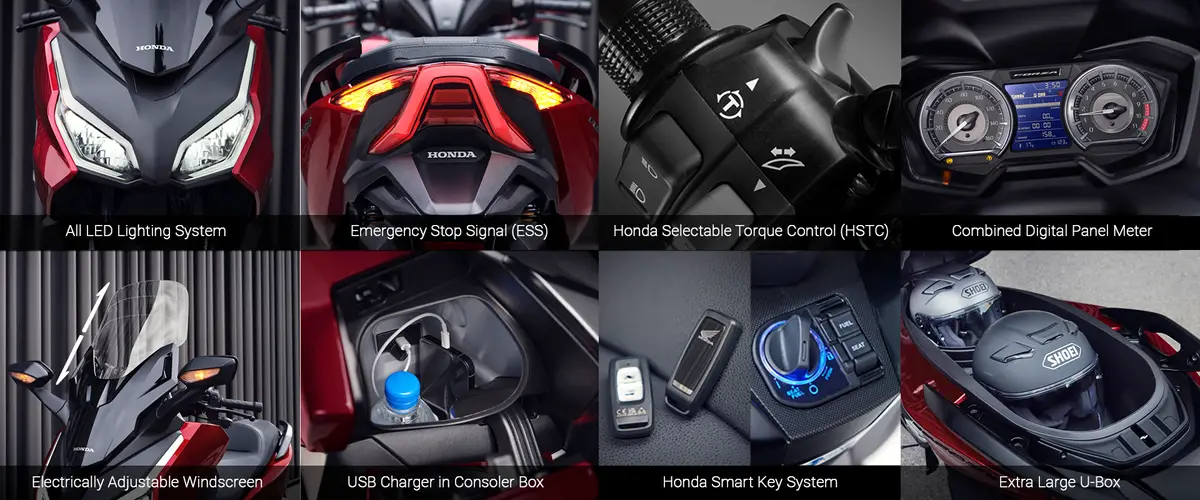 HONDA
All LED Lighting System
HONDA
Emergency Stop Signal (ESS)
T
Honda Selectable Torque Control (HSTC)
FORZA
3:50
Combined Digital Panel Meter
HONDA
Electrically Adjustable Windscreen
USB Charger in Consoler Box
FUEL
SEAT
Honda Smart Key System
SHOEI
SHOEI
Extra Large U-Box